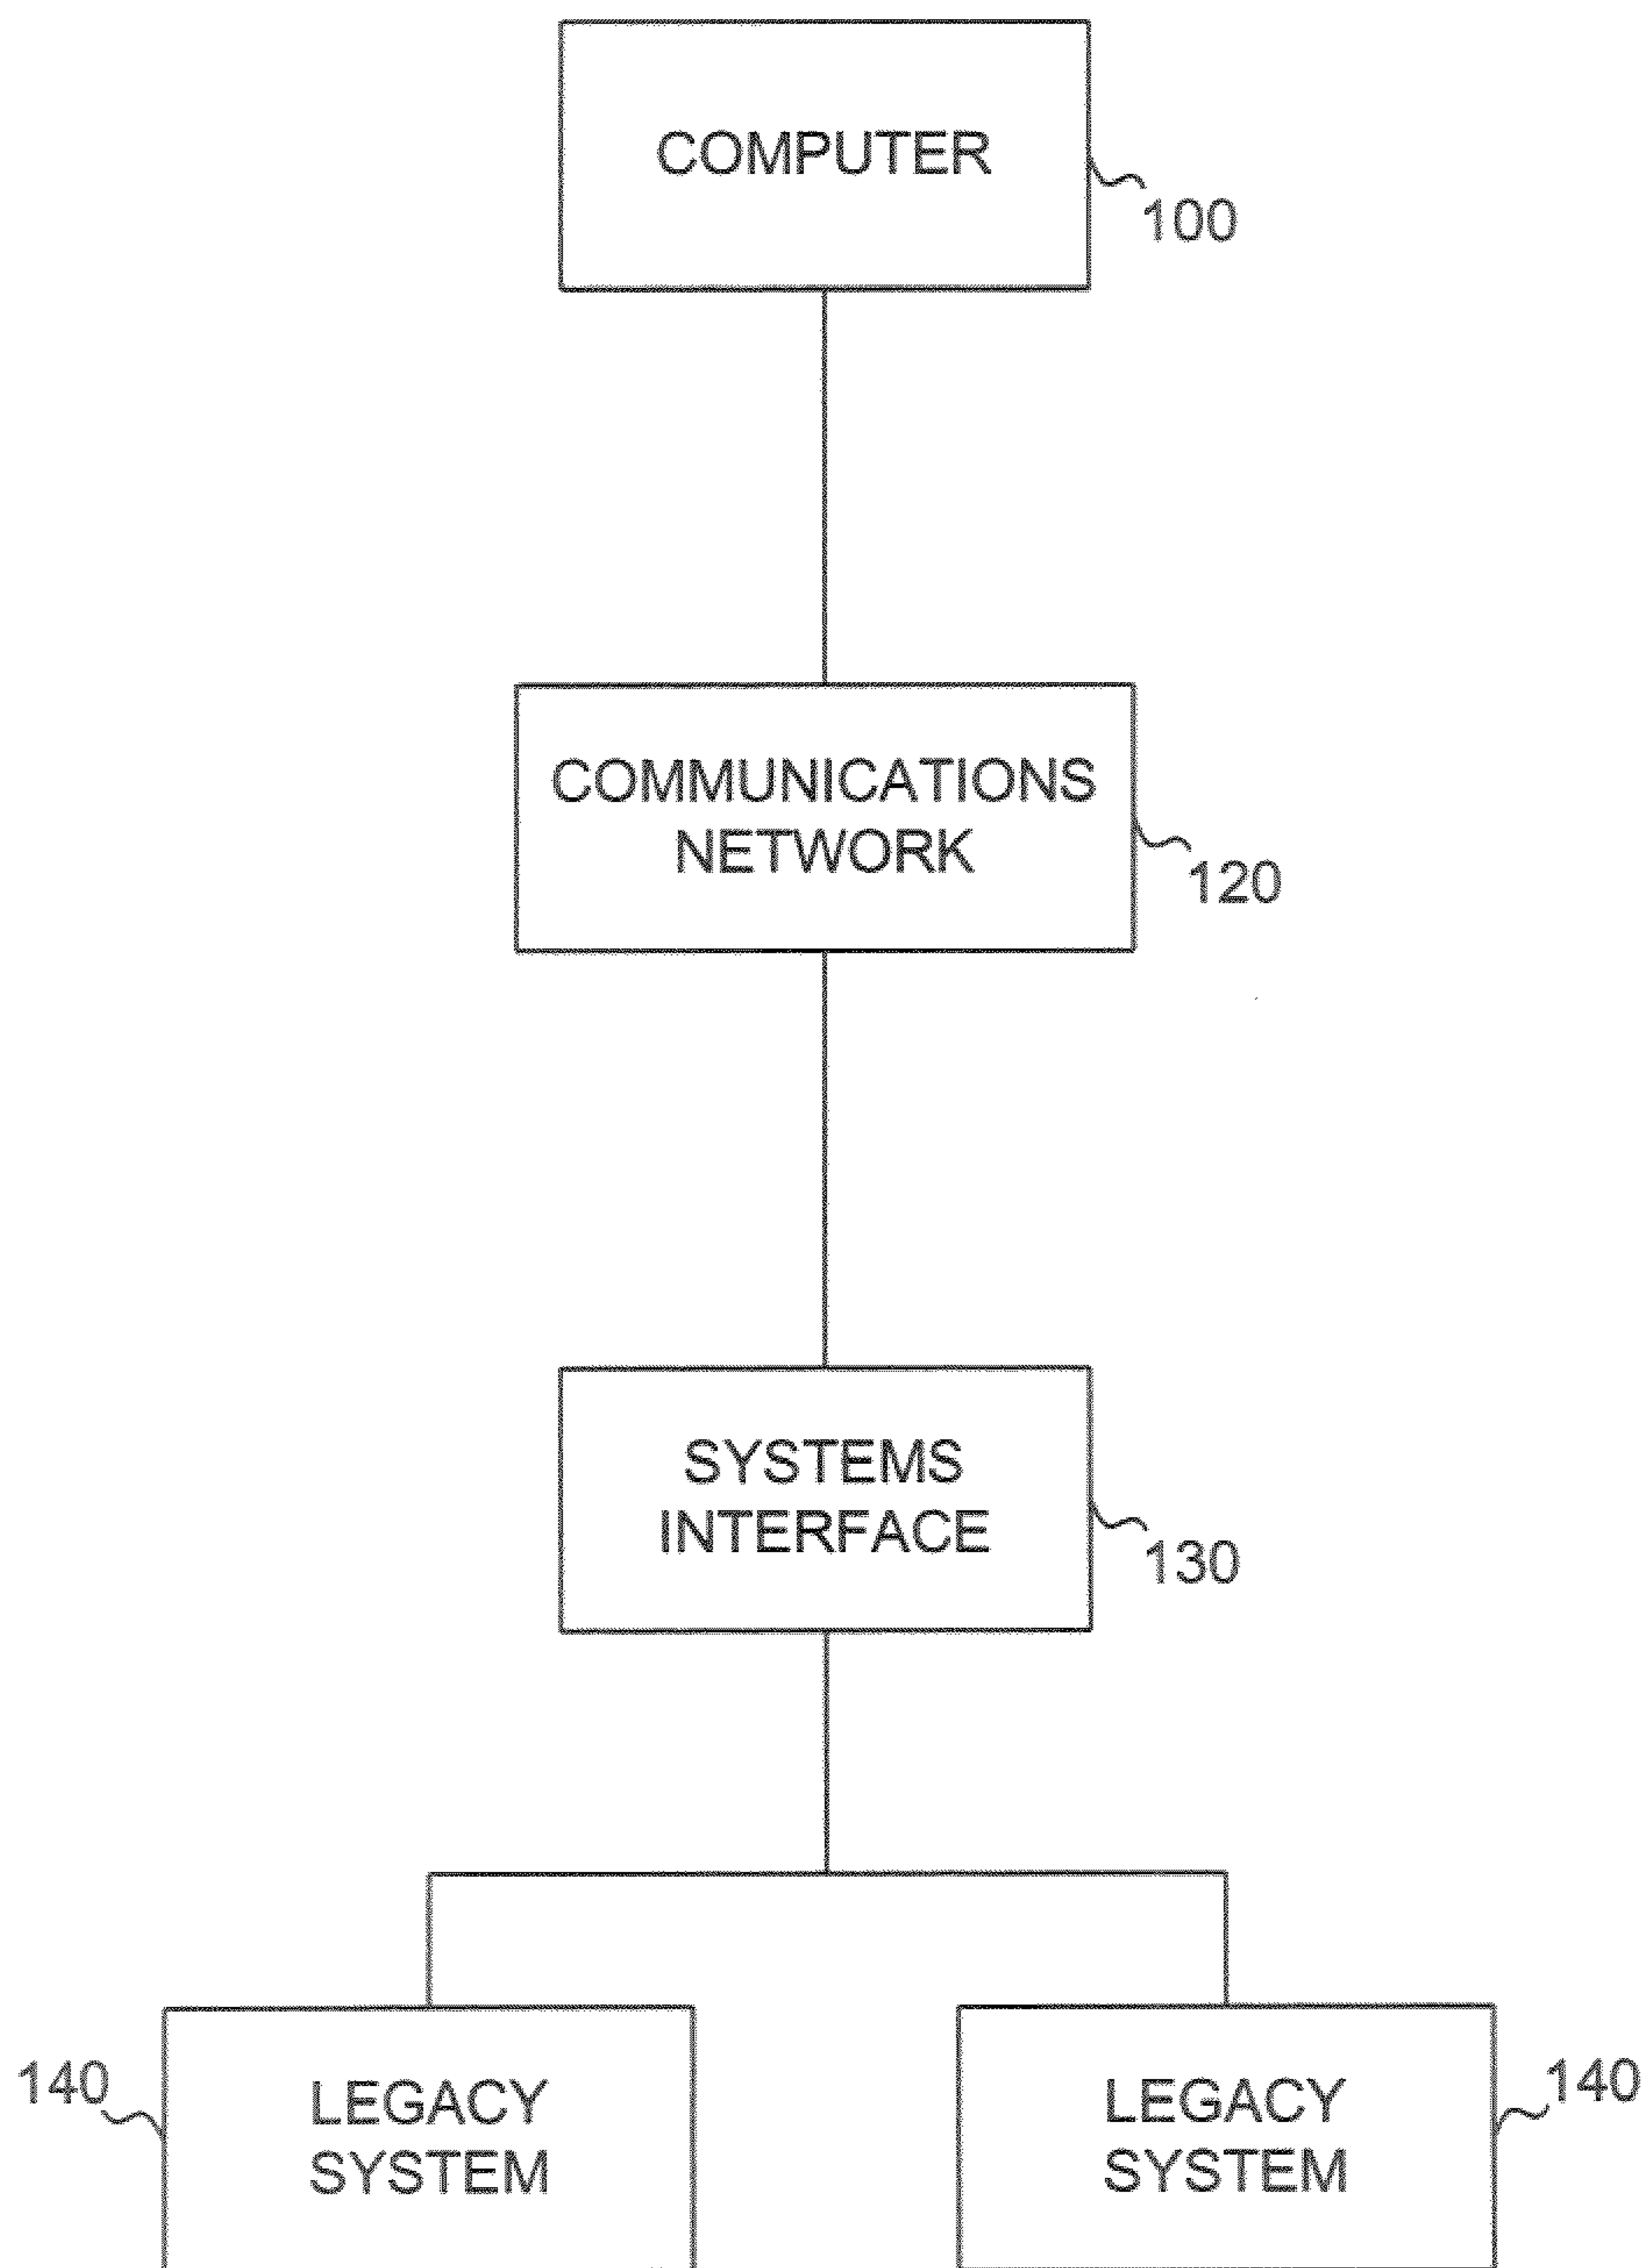 COMPUTER
100
COMMUNICATIONS
NETWORK
120
SYSTEMS
INTERFACE
130
140
LEGACY
SYSTEM
LEGACY
SYSTEM
140